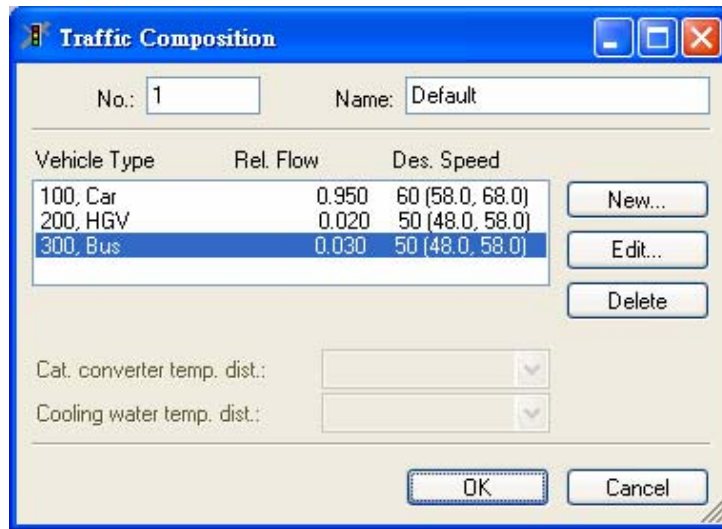 Traffic Composition
No.: 1 Name: Default
Vehicle Type Rel. Flow Des. Speed
100, Car 0.950 60 (58.0, 68.0)
200, HGV 0.020 50 (48.0, 58.0)
300, Bus 0.030 50 (48.0, 58.0)
New...
Edit...
Delete
Cat. converter temp. dist.:
Cooling water temp. dist.:
OK Cancel